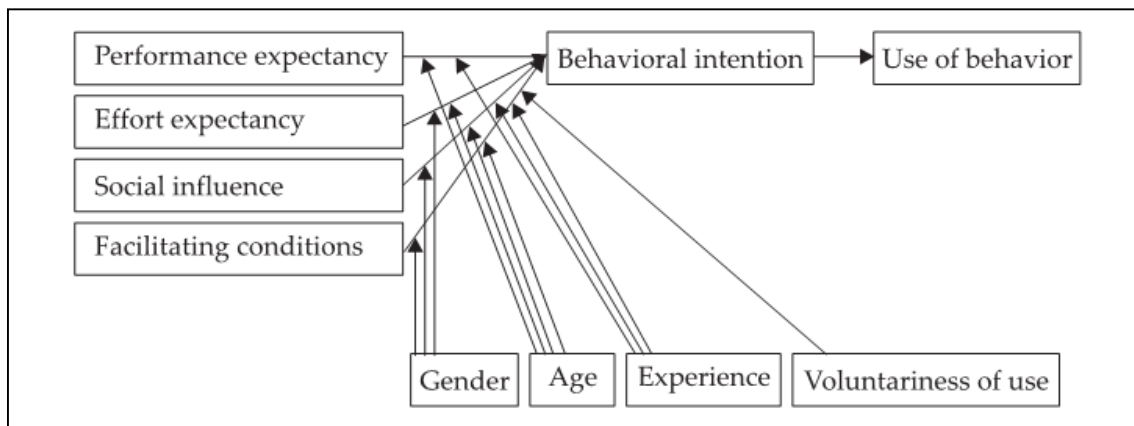 Performance expectancy
Behavioral intention
Use of behavior
Effort expectancy
Social influence
Facilitating conditions
Gender
Age
Experience
Voluntariness of use